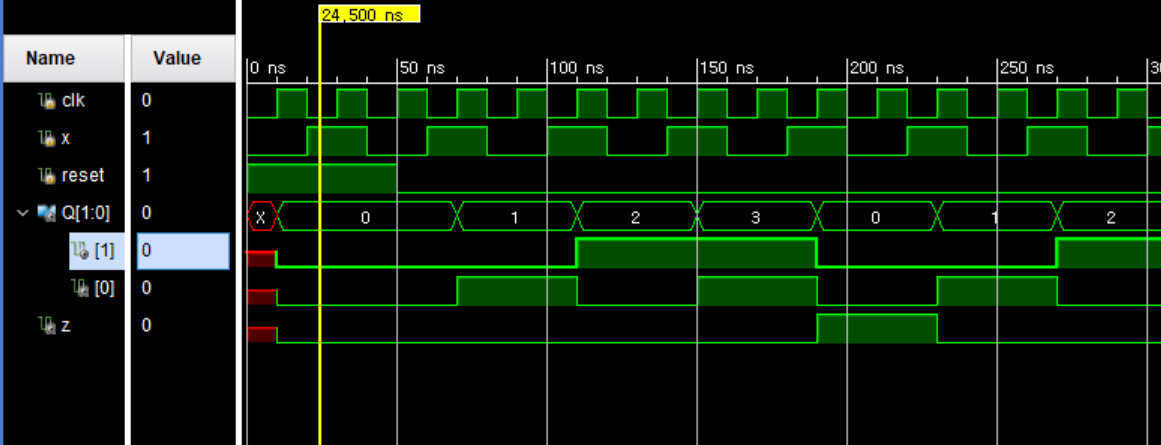 24,500 ns
Name Value
0 ns 50 ns 100 ns 150 ns 200 ns 250 ns 3
clk 0
x 1
reset 1
Q[1:0] 0 X 0 1 2 3 0 1 2
[1] 0
[0] 0
z 0